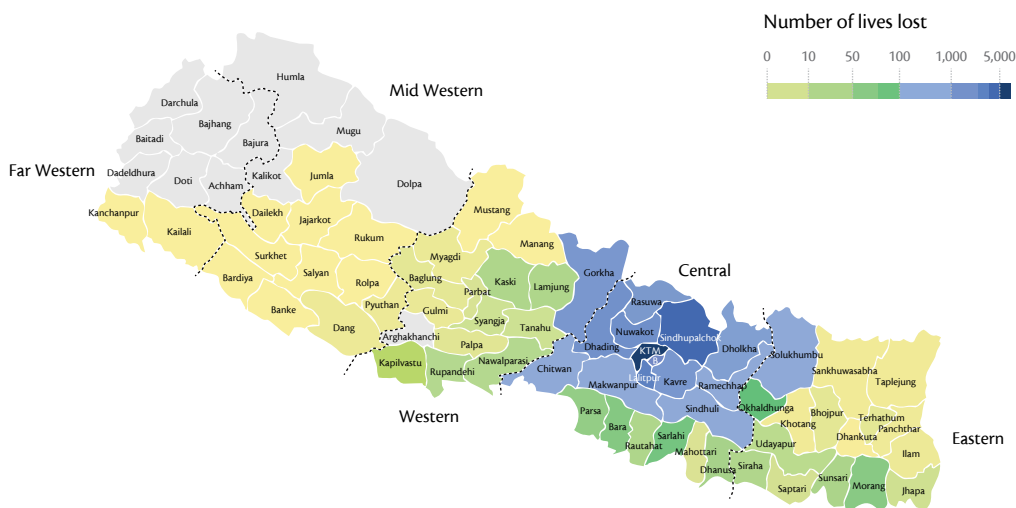 Number of lives lost
0 10 50 100 1,000 5,000
Humla
Mid Western
Darchula
Bajhang
Mugu
Baitadi
Bajura
Far Western
Dadeldhura
Doti
Achham
Kalikot
Jumla
Dolpa
Kanchanpur
Kailali
Dailekh
Jajarkot
Mustang
Rukum
Manang
Surkhet
Myagdi
Gorkha
Central
Bardiya
Salyan
Rolpa
Baglung
Parbat
Kaski
Lamjung
Rasuwa
Banke
Pyuthan
Gulmi
Syangja
Tanahu
Nuwakot
Sindhupalchok
Dang
Arghakhanchi
Palpa
Dhading
KTM
B
Dholkha
Solukhumbu
Kapilvastu
Rupandehi
Nawalparasi
Chitwan
Lalitpur
Makwanpur
Kavre
Ramechhap
Sankhuwasabha
Taplejung
Western
Parsa
Bara
Rautahat
Sarlahi
Sindhuli
Okhaldhunga
Khotang
Bhojpur
Terhathum
Panchthar
Dhankuta
Eastern
Mahottari
Dhanusa
Siraha
Udayapur
Ilam
Saptari
Sunsari
Morang
Jhapa